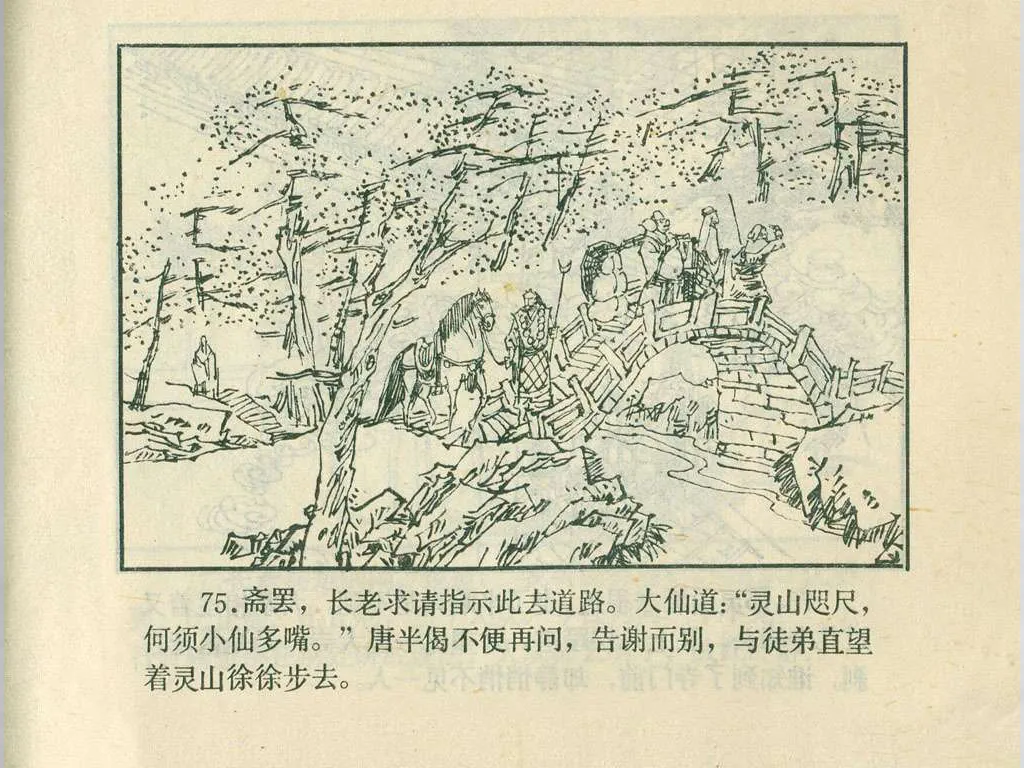 75.斋罢，长老求请指示此去道路。大仙道：“灵山咫尺，
何须小仙多嘴。”唐半偈不便再问，告谢而别，与徒弟直望
着灵山徐徐步去。